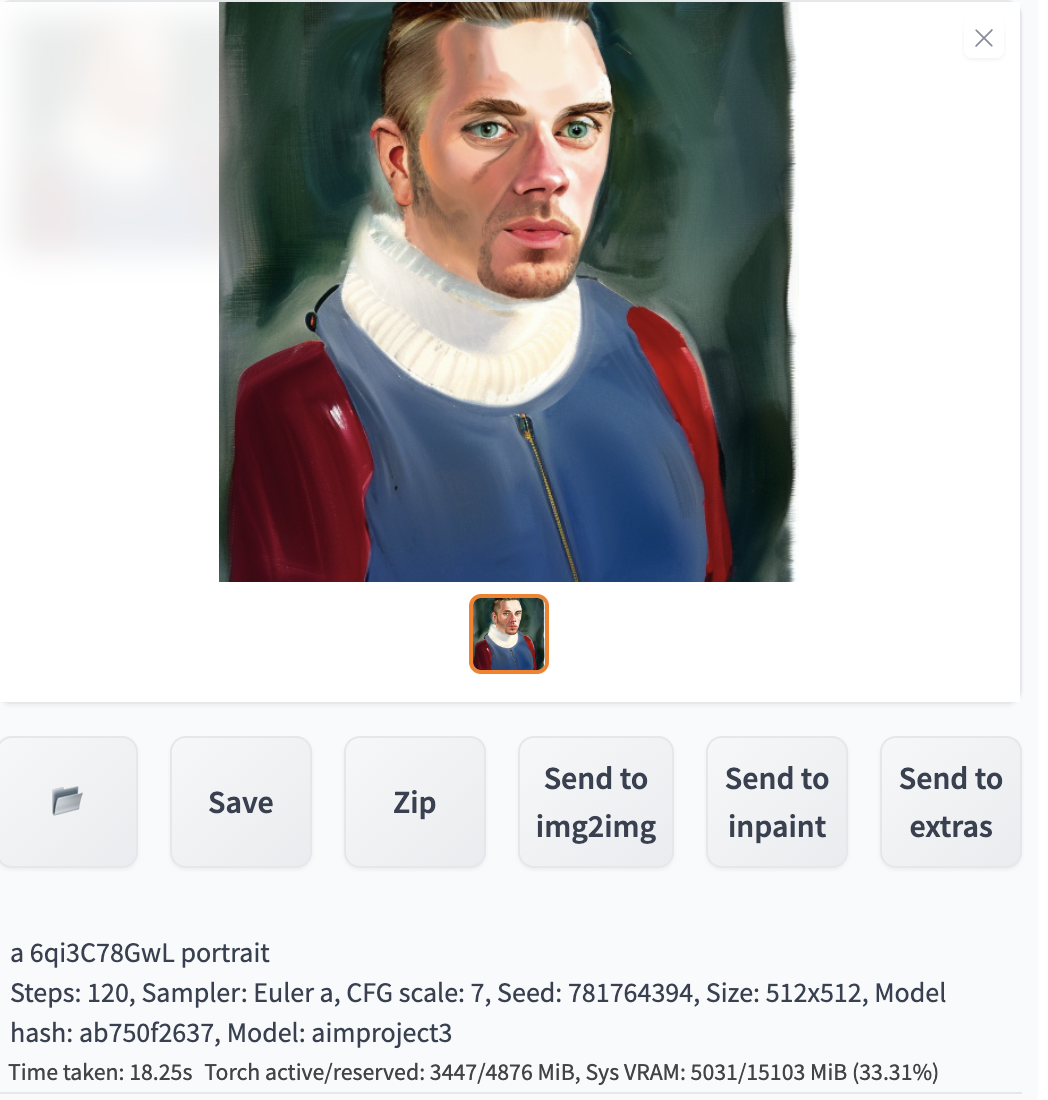 Save
Zip
Send to
img2img
Send to
inpaint
Send to
extras
a 6qi3C78GwL portrait
Steps: 120, Sampler: Euler a, CFG scale: 7, Seed: 781764394, Size: 512x512, Model
hash: ab750f2637, Model: aimproject3
Time taken: 18.25s Torch active/reserved: 3447/4876 MiB, Sys VRAM: 5031/15103 MiB (33.31%)